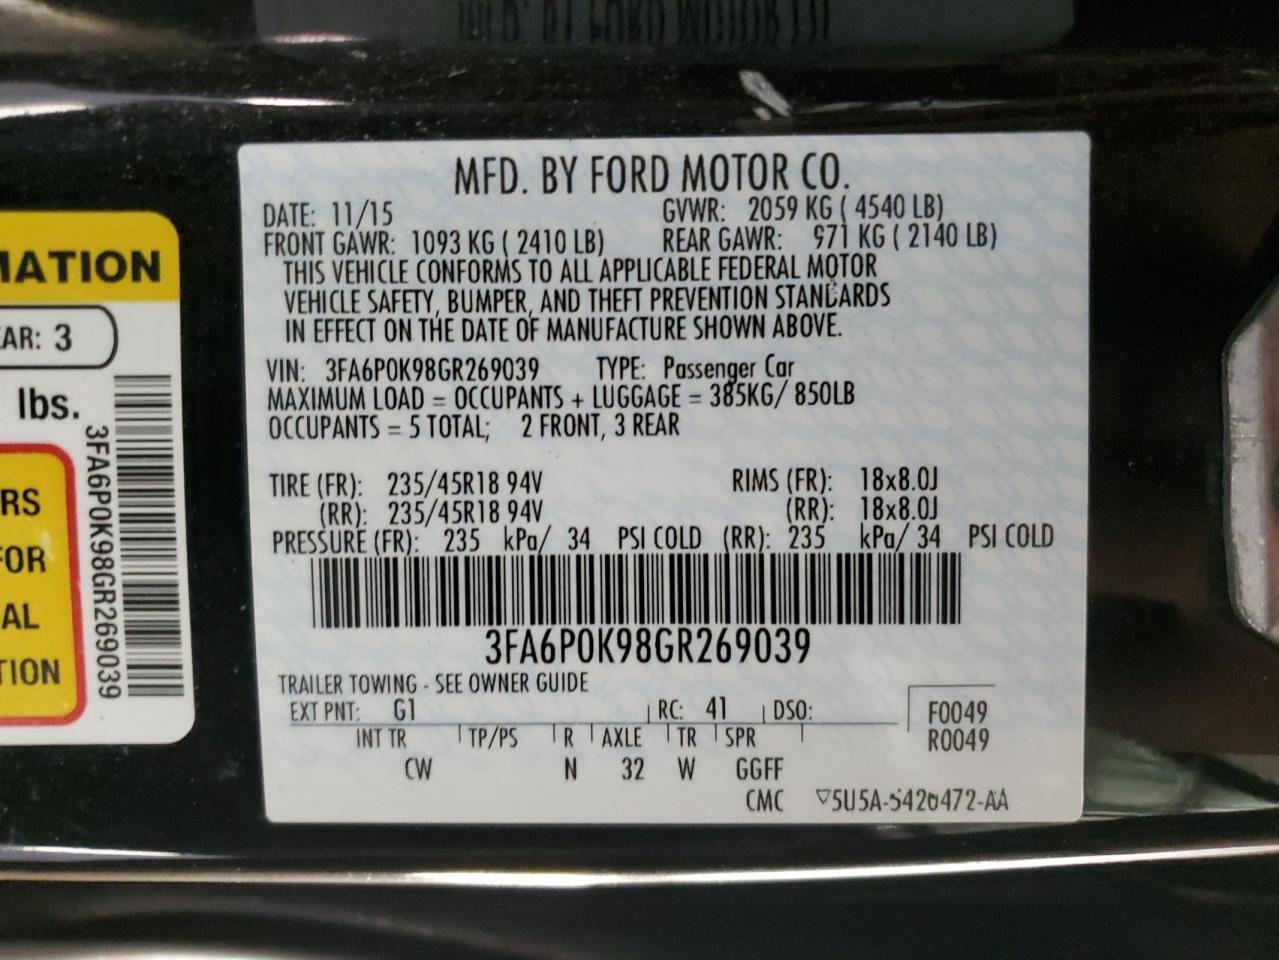 MFD. BY FORD MOTOR CO.
MFD. BY FORD MOTOR CO.
DATE: 11/15 GVWR: 2059 KG ( 4540 LB)
FRONT GAWR: 1093 KG ( 2410 LB) REAR GAWR: 971 KG ( 2140 LB)
THIS VEHICLE CONFORMS TO ALL APPLICABLE FEDERAL MOTOR
VEHICLE SAFETY, BUMPER, AND THEFT PREVENTION STANDARDS
IN EFFECT ON THE DATE OF MANUFACTURE SHOWN ABOVE.
VIN: 3FA6P0K98GR269039 TYPE: Passenger Car
MAXIMUM LOAD = OCCUPANTS + LUGGAGE = 385KG/ 850LB
OCCUPANTS = 5 TOTAL; 2 FRONT, 3 REAR
TIRE (FR): 235/45R18 94V RIMS (FR): 18x8.0J
(RR): 235/45R18 94V (RR): 18x8.0J
PRESSURE (FR): 235 kPa/ 34 PSI COLD (RR): 235 kPa/ 34 PSI COLD
3FA6P0K98GR269039
TRAILER TOWING - SEE OWNER GUIDE
EXT PNT: G1 RC: 41 DSO: F0049
INT TR TP/PS R AXLE TR SPR R0049
CW N 32 W GGFF
CMC ▽5U5A-5420472-AA
MATION
EAR: 3
lbs.
RS
FOR
AL
TION
3FA6P0K98GR269039